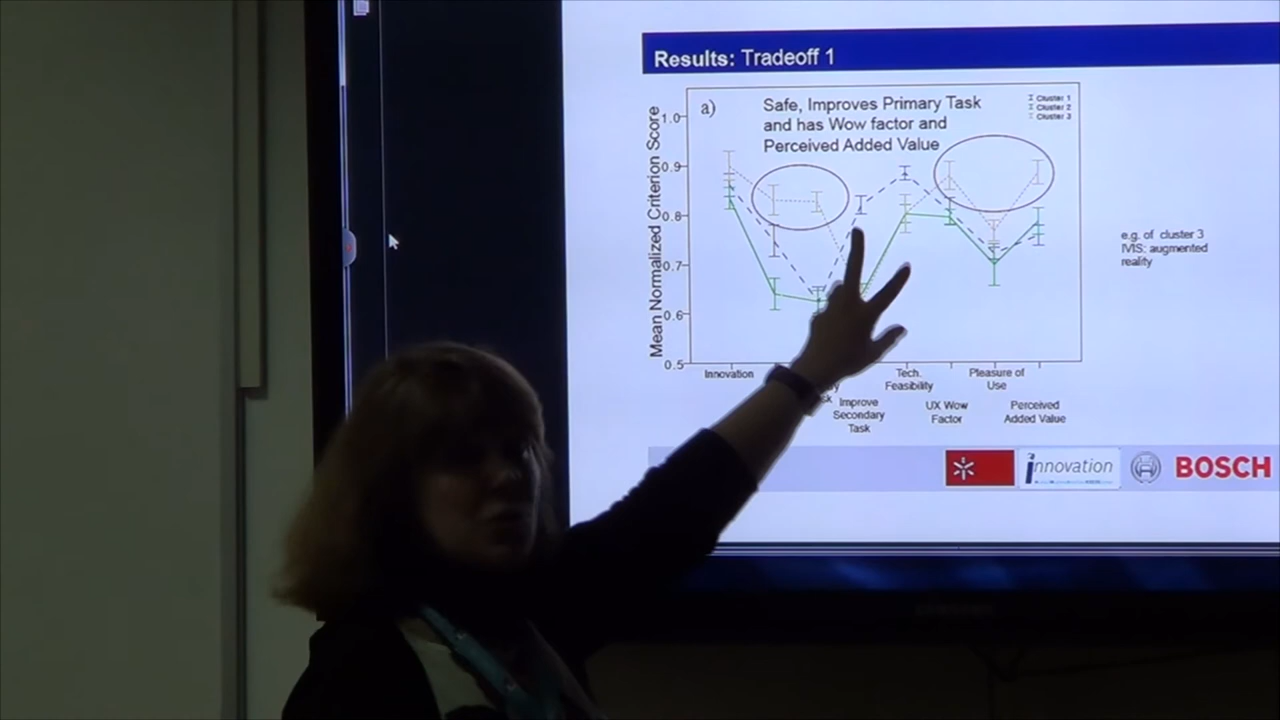 Results: Tradeoff 1
a)
Safe, Improves Primary Task
and has Wow factor and
Perceived Added Value
Cluster 1
Cluster 2
Cluster 3
Mean Normalized Criterion Score
1.0
0.9
0.8
0.7
0.6
0.5
e.g. of cluster 3
IVIS: augmented
reality
Innovation
Improve
Secondary
Task
Tech.
Feasibility
UX Wow
Factor
Pleasure of
Use
Perceived
Added Value
innovation
BOSCH